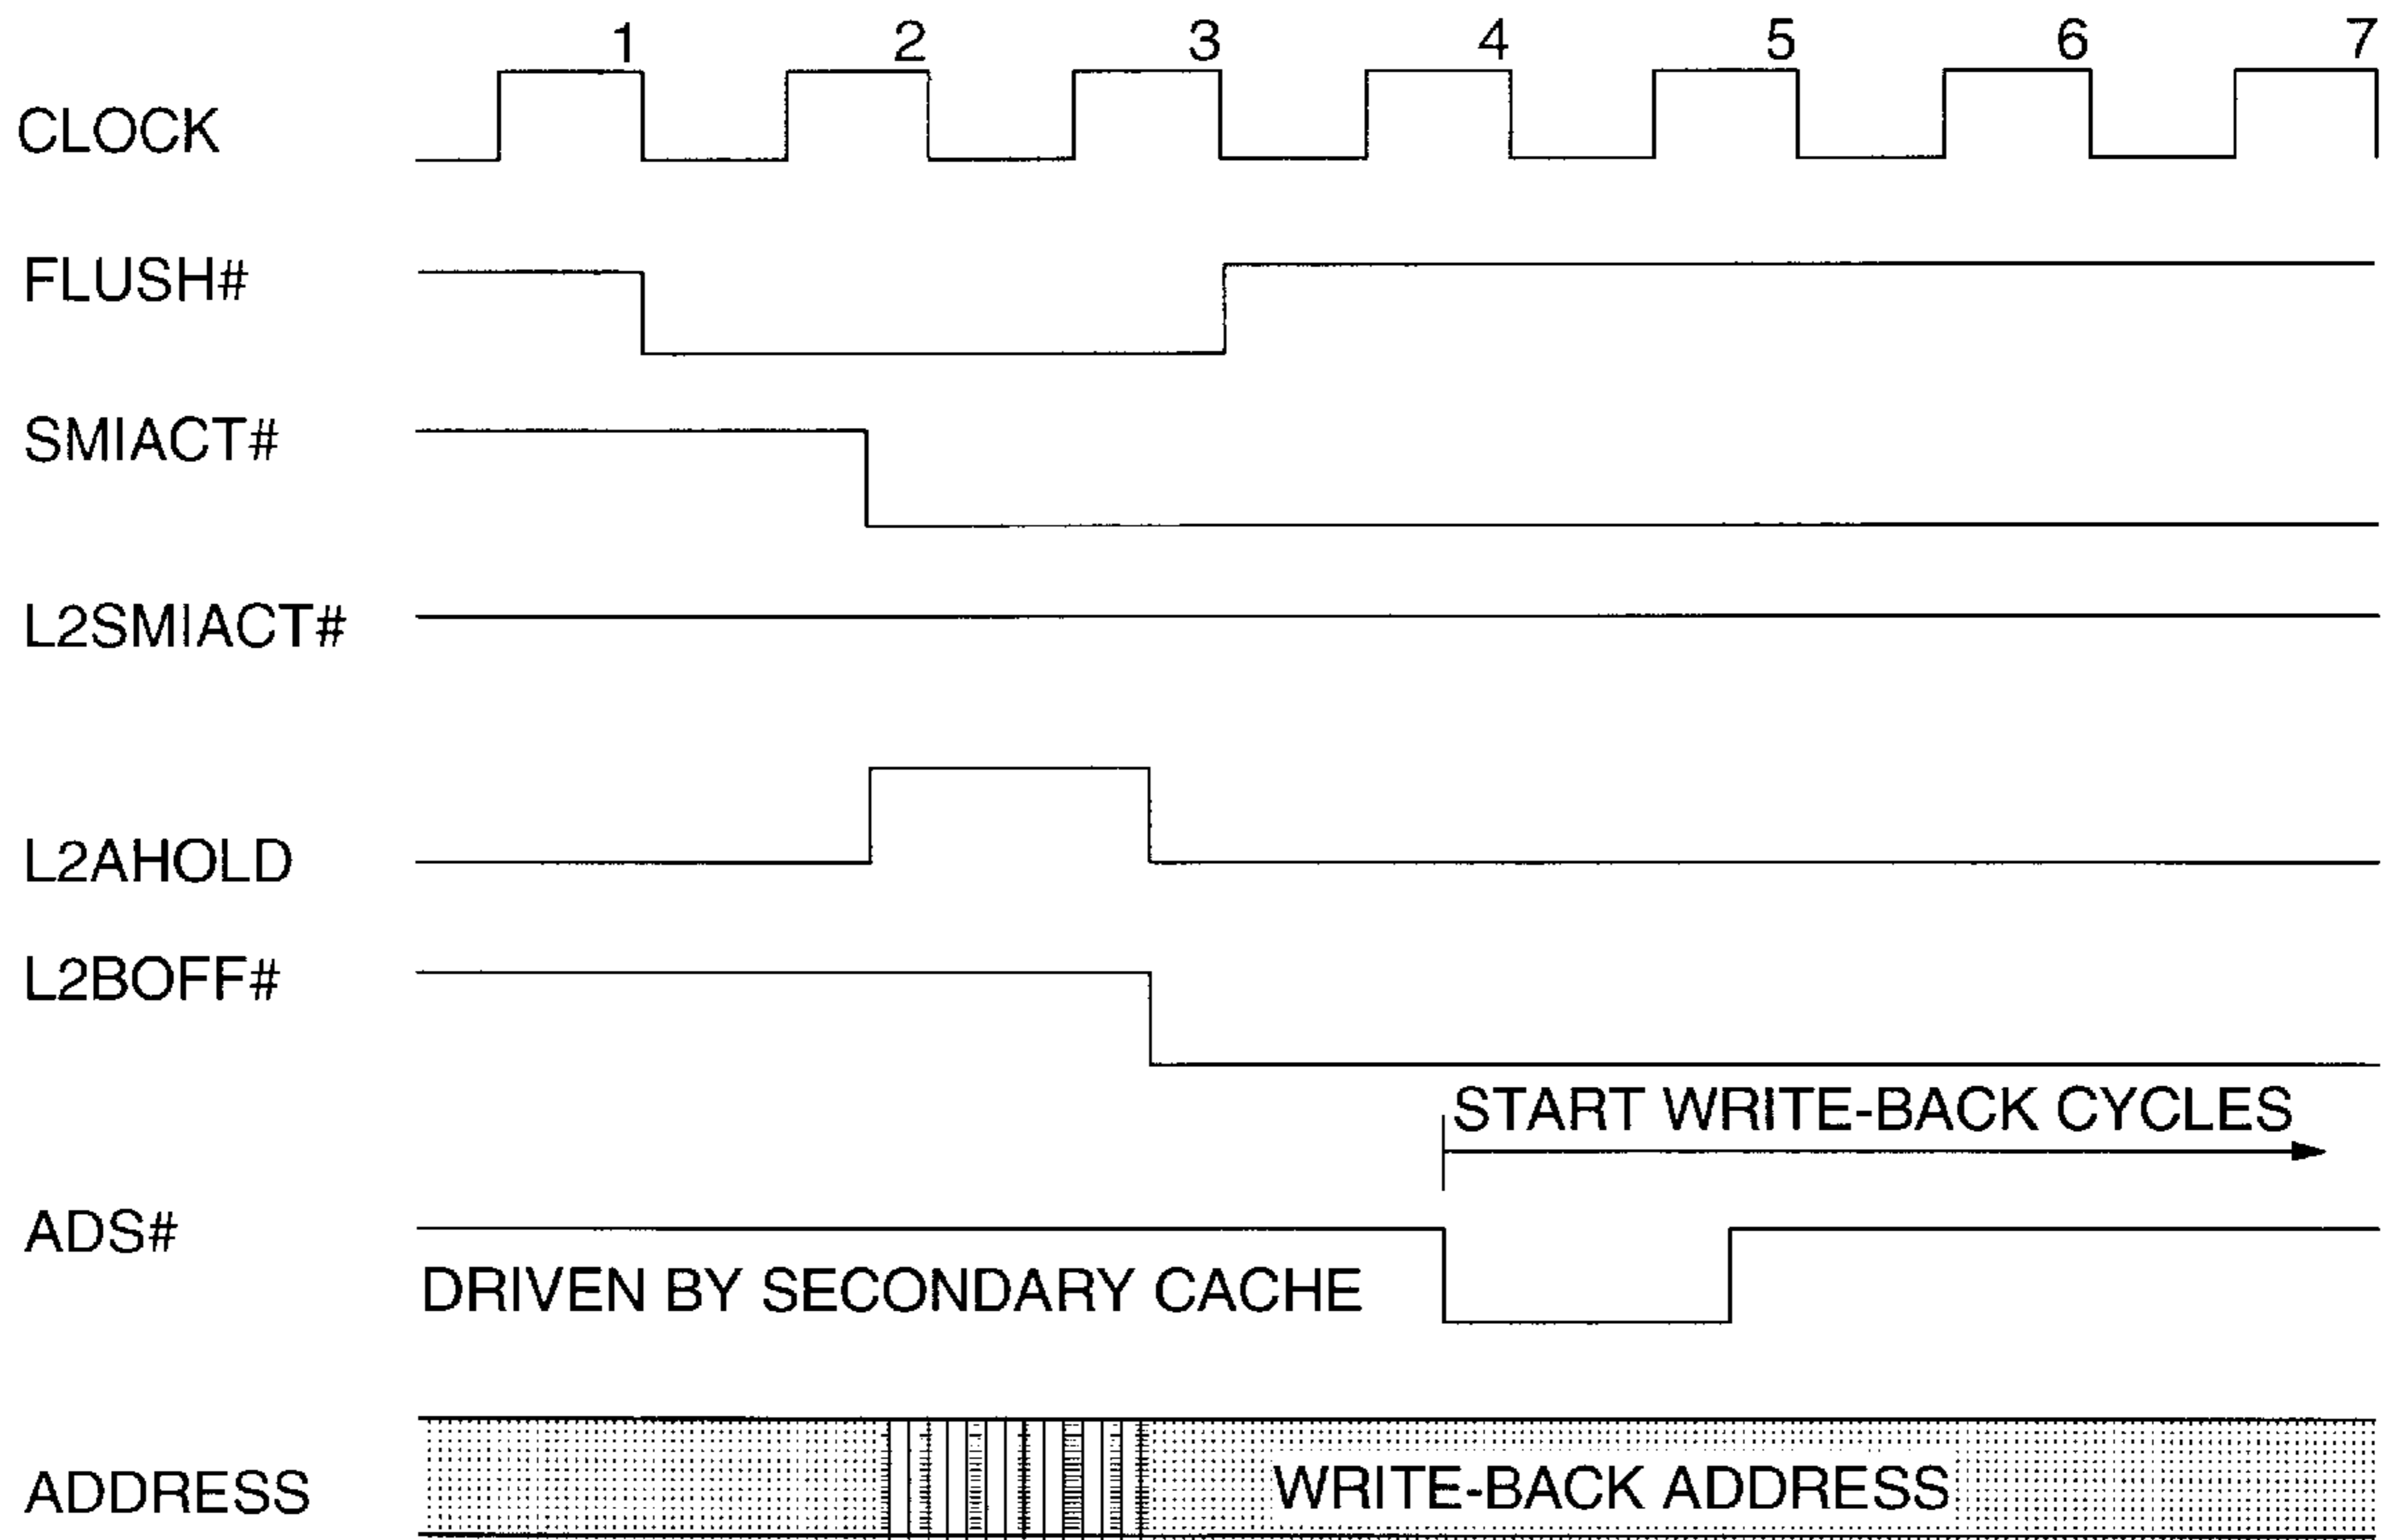 1 2 3 4 5 6 7
CLOCK
FLUSH#
SMIACT#
L2SMIACT#
L2AHOLD
L2BOFF#
START WRITE-BACK CYCLES
ADS#
DRIVEN BY SECONDARY CACHE
ADDRESS WRITE-BACK ADDRESS